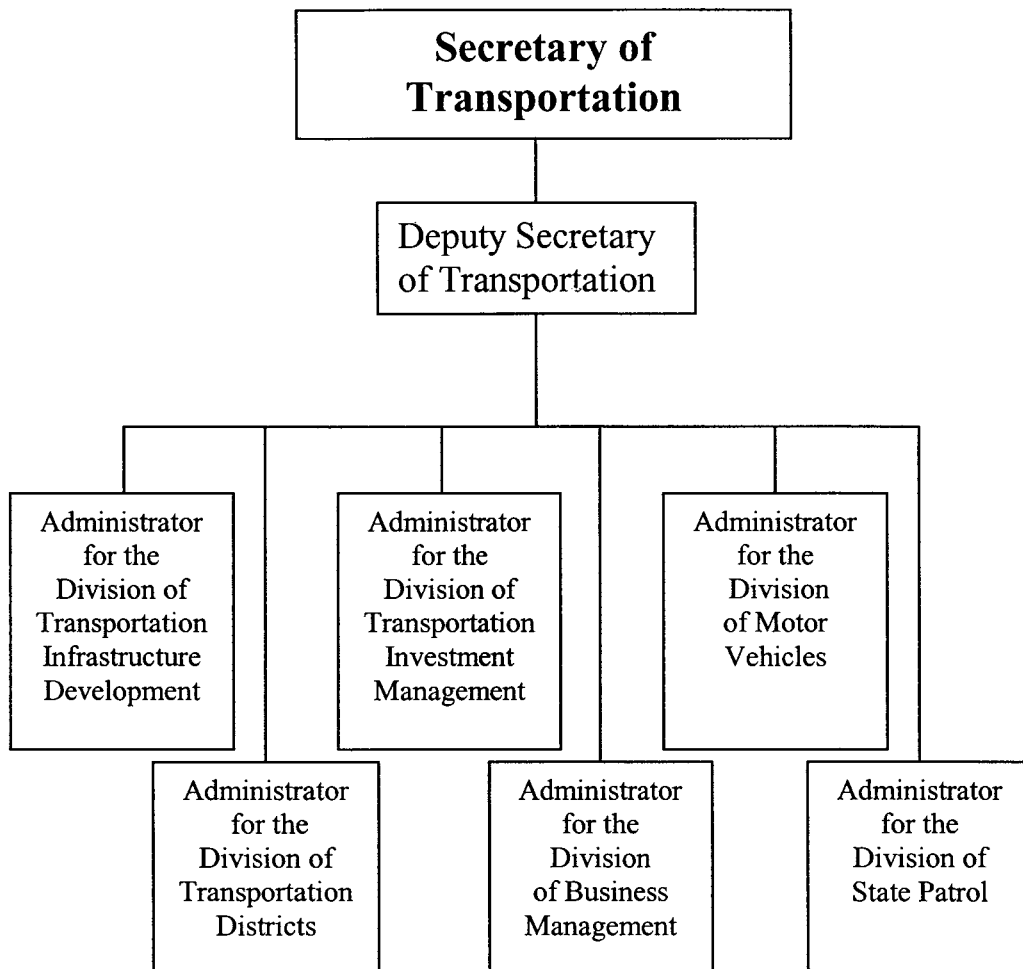 Secretary of
Transportation
Deputy Secretary
of Transportation
Administrator
for the
Division of
Transportation
Infrastructure
Development
Administrator
for the
Division of
Transportation
Investment
Management
Administrator
for the
Division
of Motor
Vehicles
Administrator
for the
Division of
Transportation
Districts
Administrator
for the
Division
of Business
Management
Administrator
for the
Division of
State Patrol